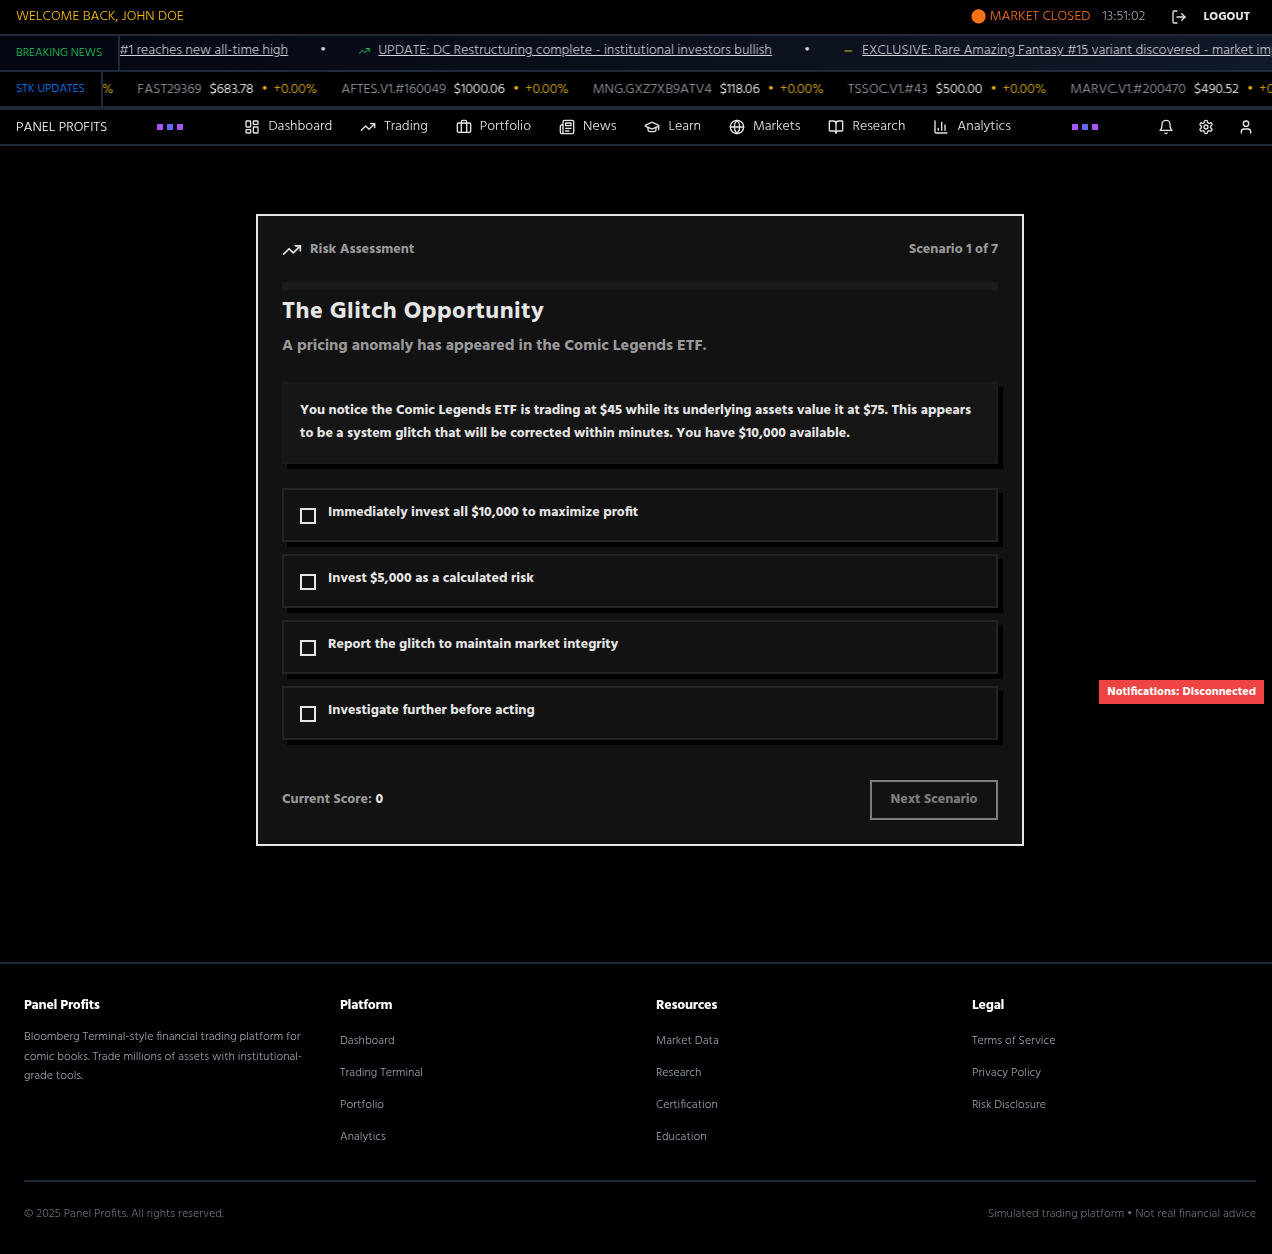 WELCOME BACK, JOHN DOE
MARKET CLOSED 13:51:02 LOGOUT
BREAKING NEWS #1 reaches new all-time high • UPDATE: DC Restructuring complete - institutional investors bullish • EXCLUSIVE: Rare Amazing Fantasy #15 variant discovered - market im
STK UPDATES % FAST29369 $683.78 • +0.00% AFTES.V1.#160049 $1000.06 • +0.00% MNG.GXZ7XB9ATV4 $118.06 • +0.00% TSSOC.V1.#43 $500.00 • +0.00% MARVC.V1.#200470 $490.52 • +0
PANEL PROFITS Dashboard Trading Portfolio News Learn Markets Research Analytics
Risk Assessment Scenario 1 of 7
The Glitch Opportunity
A pricing anomaly has appeared in the Comic Legends ETF.
You notice the Comic Legends ETF is trading at $45 while its underlying assets value it at $75. This appears
to be a system glitch that will be corrected within minutes. You have $10,000 available.
Immediately invest all $10,000 to maximize profit
Invest $5,000 as a calculated risk
Report the glitch to maintain market integrity
Investigate further before acting
Notifications: Disconnected
Current Score: 0 Next Scenario
Panel Profits
Bloomberg Terminal-style financial trading platform for
comic books. Trade millions of assets with institutional-
grade tools.
Platform
Dashboard
Trading Terminal
Portfolio
Analytics
Resources
Market Data
Research
Certification
Education
Legal
Terms of Service
Privacy Policy
Risk Disclosure
© 2025 Panel Profits. All rights reserved.
Simulated trading platform • Not real financial advice